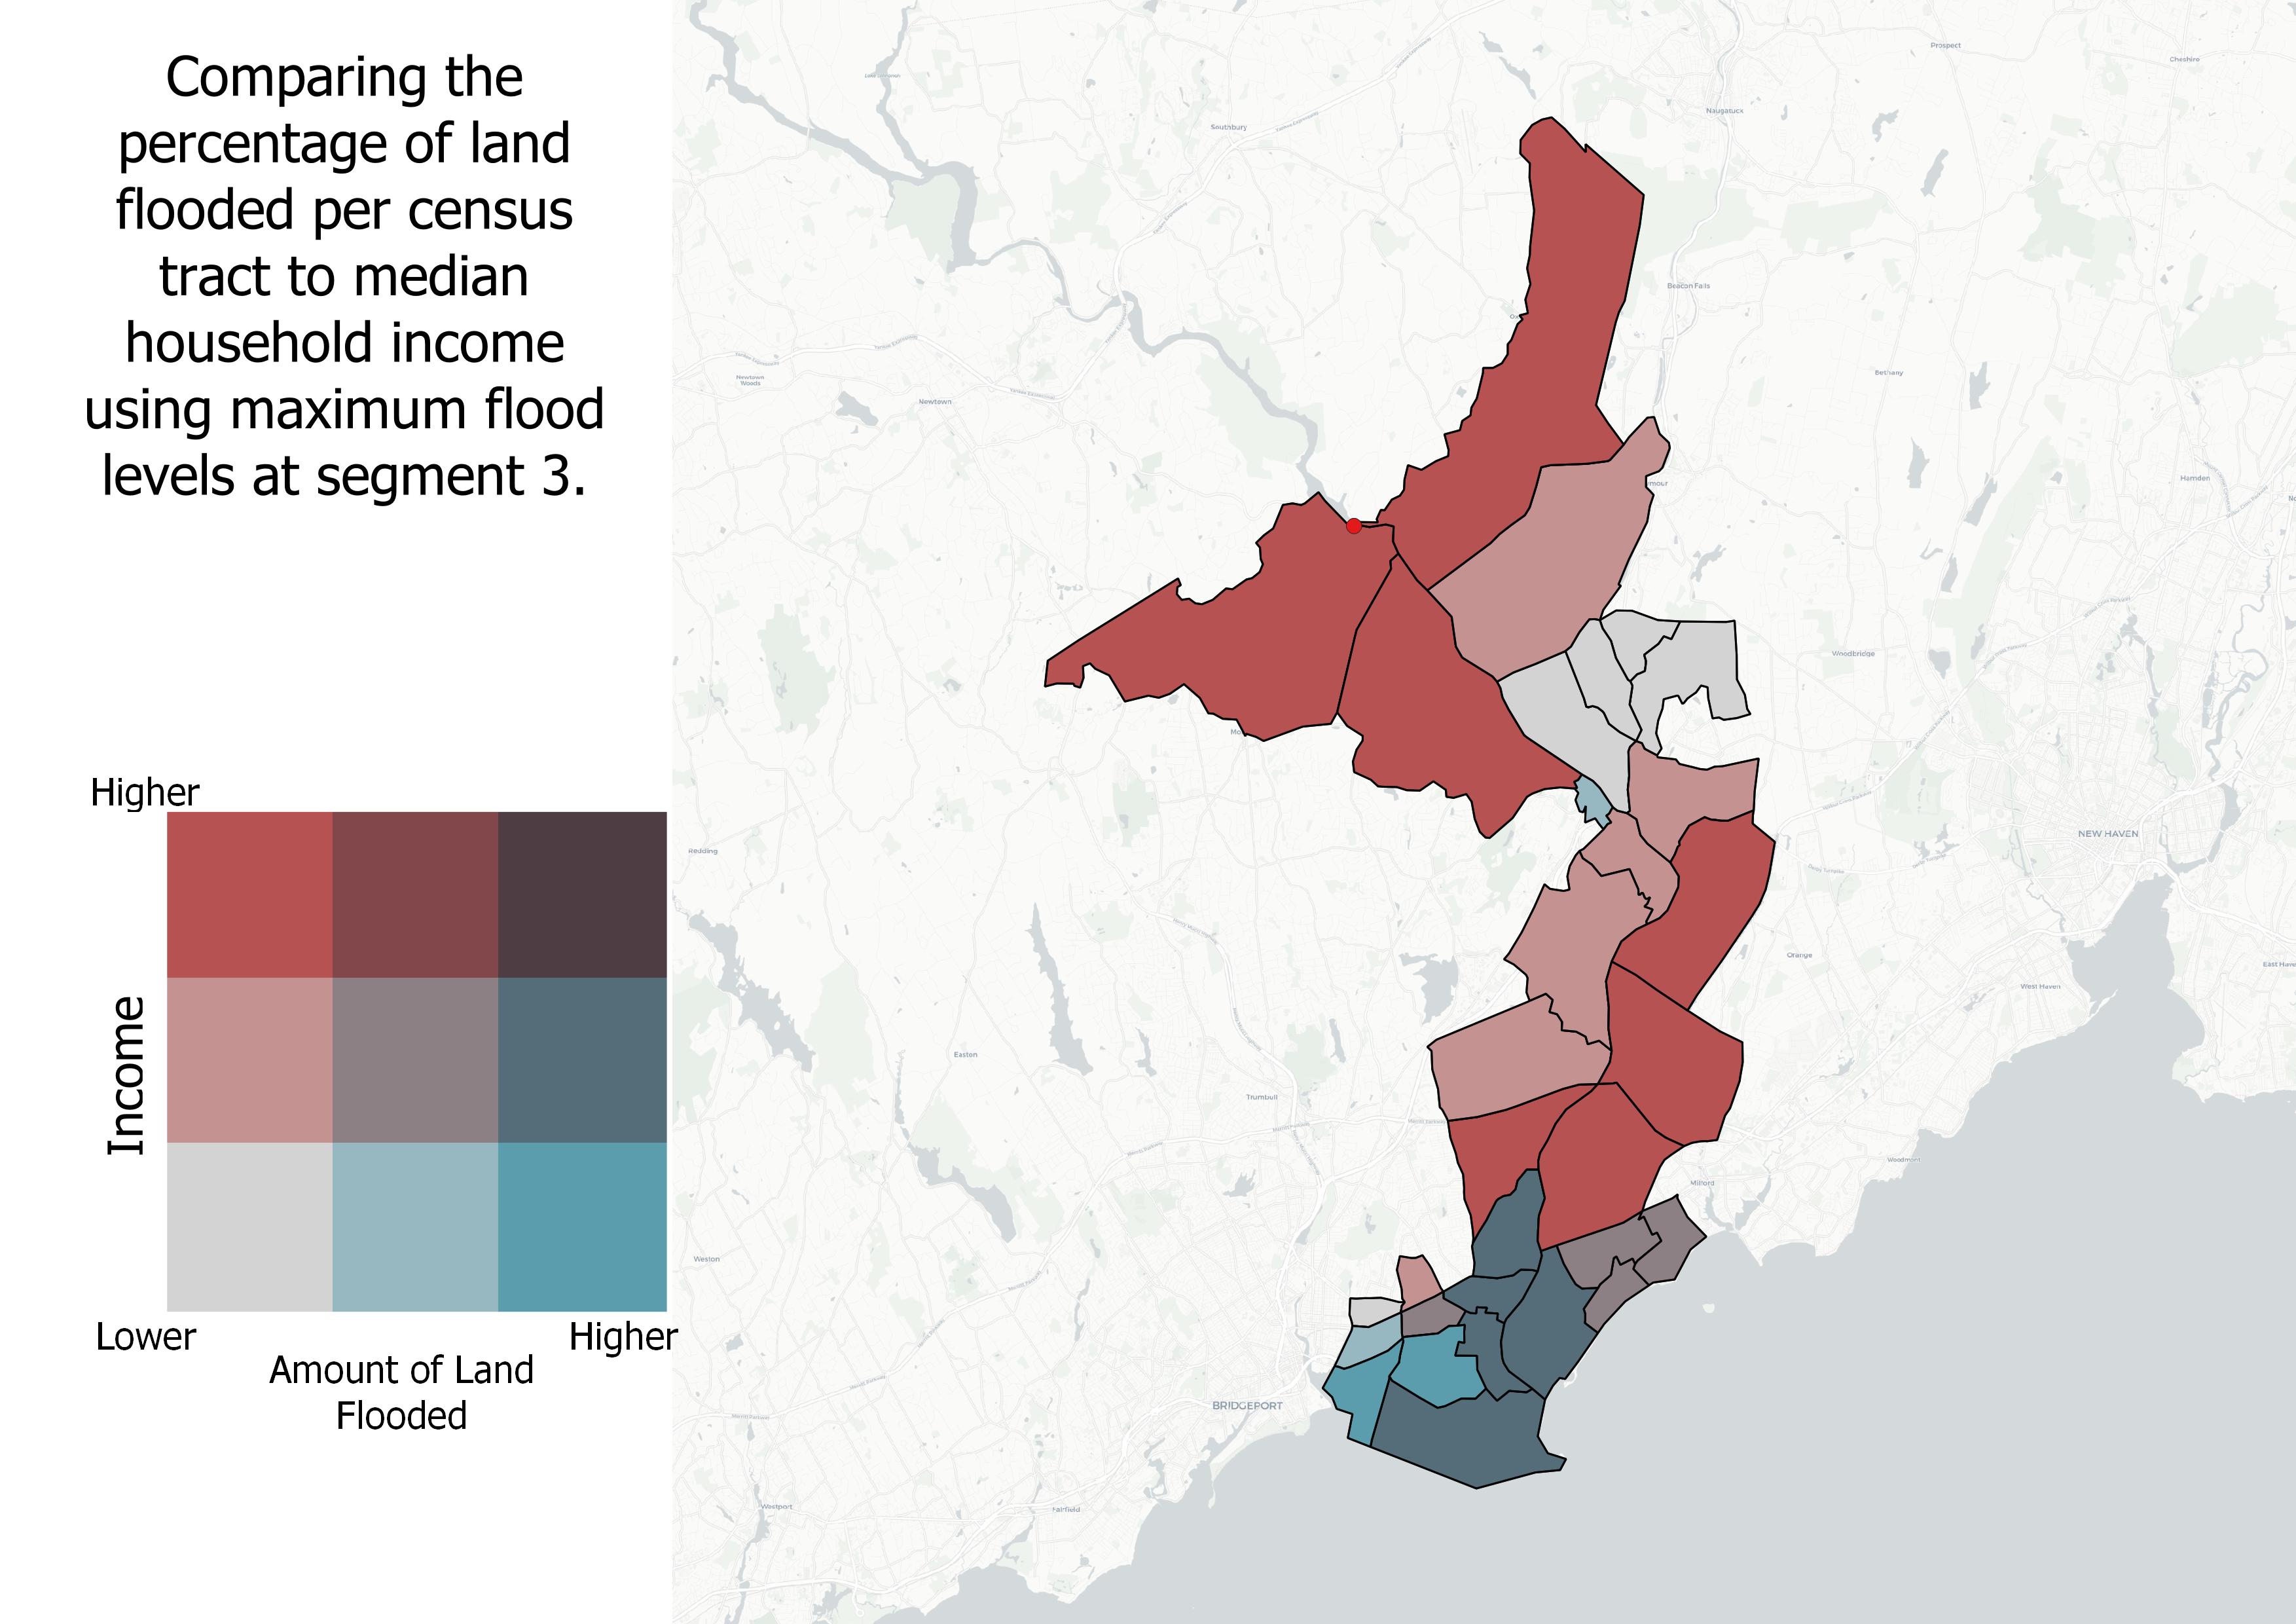 Comparing the
percentage of land
flooded per census
tract to median
household income
using maximum flood
levels at segment 3.
Higher
Income
Lower
Higher
Amount of Land
Flooded
Prospect
Cheshire
Southbury
Naugatuck
Beacon Falls
Newtown
Woods
Newtown
Bethany
Hamden
Woodbridge
NEW HAVEN
Redding
Orange
West Haven
East Hav
Easton
Trumbull
Woodmont
Milford
Weston
BRIDGEPORT
Westport
Fairfield